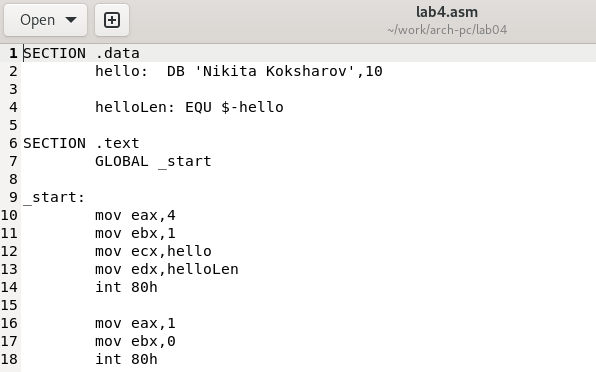 Open
lab4.asm
~/work/arch-pc/lab04
1 SECTION .data
2         hello:  DB 'Nikita Koksharov',10
3
4         helloLen: EQU $-hello
5
6 SECTION .text
7         GLOBAL _start
8
9 _start:
10         mov eax,4
11         mov ebx,1
12         mov ecx,hello
13         mov edx,helloLen
14         int 80h
15
16         mov eax,1
17         mov ebx,0
18         int 80h